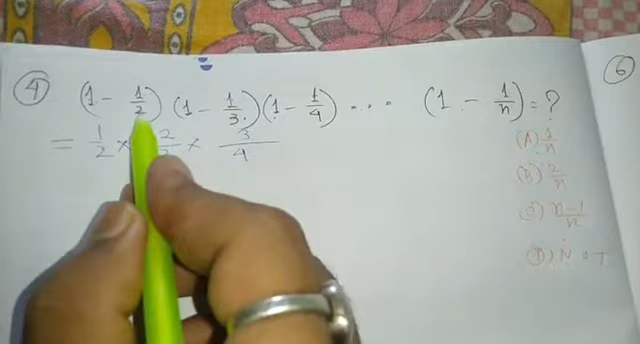 ④ (1 - 1/2) (1 - 1/3) (1 - 1/4) .... (1 - 1/n) = ?
= 1/2 × 2/ × 3/4
(A) 1/n
(B) 2/n
(C) n-1/n
(D) N.O.T
⑥